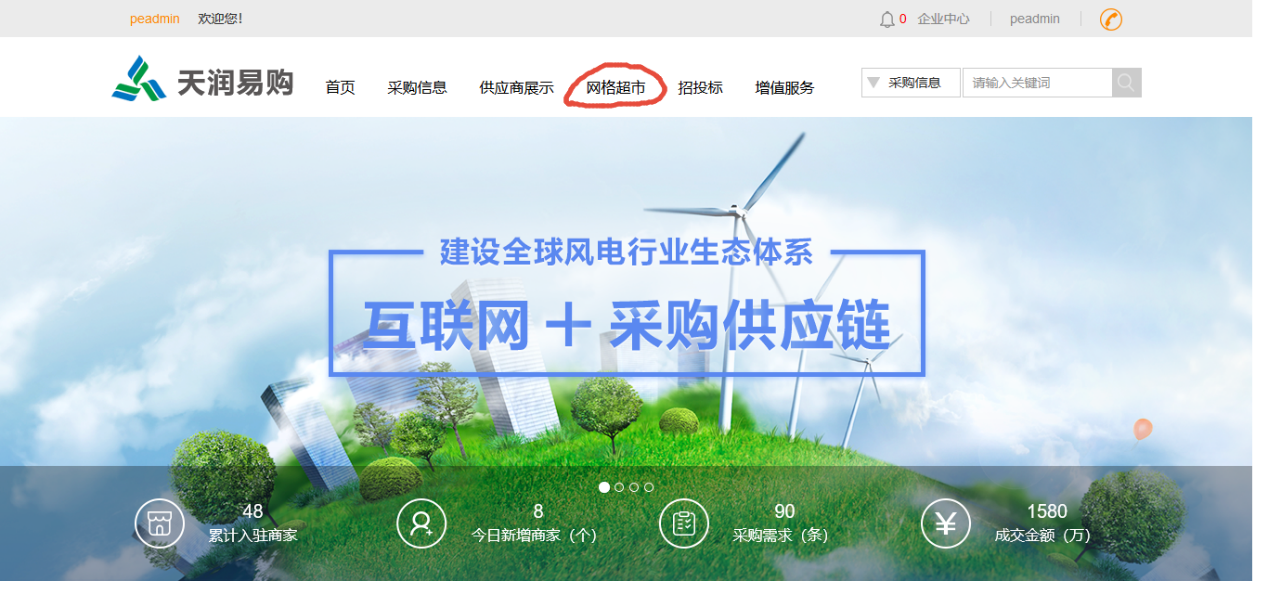 peadmin 欢迎您!
0 企业中心 peadmin
天润易购
首页 采购信息 供应商展示 网格超市 招投标 增值服务
采购信息 请输入关键词
建设全球风电行业生态体系
互联网 + 采购供应链
48 8 90 1580
累计入驻商家 今日新增商家（个） 采购需求（条） 成交金额（万）